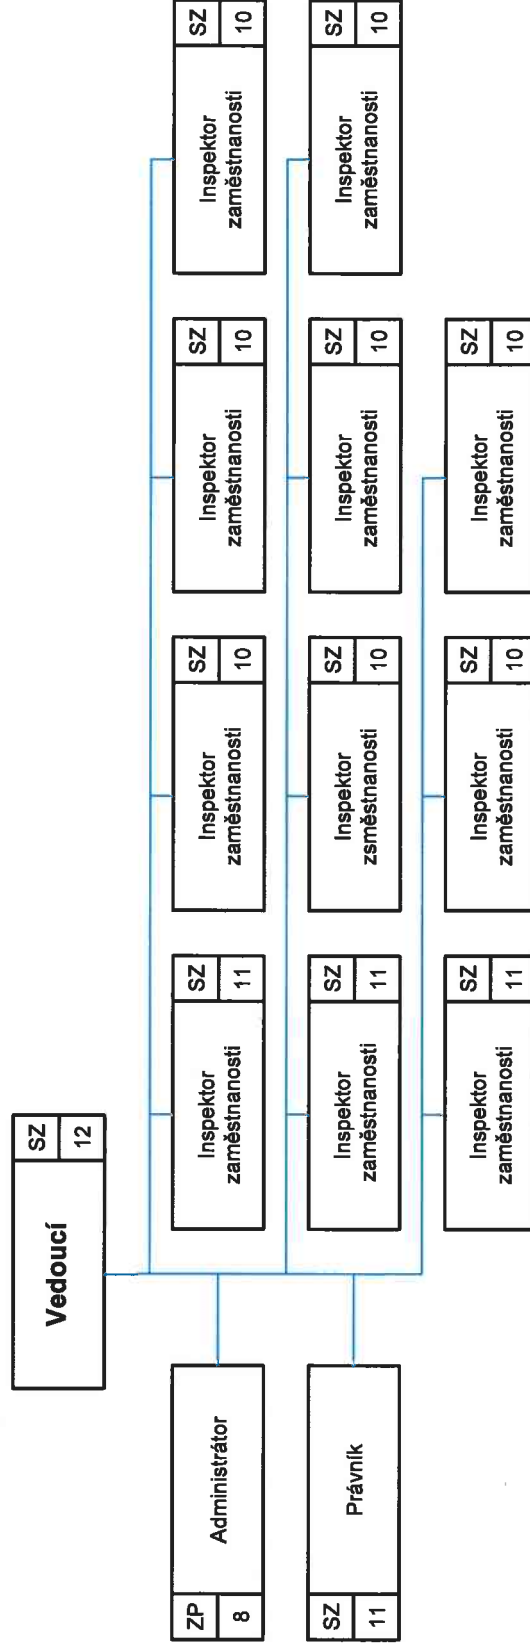 Vedoucí
SZ
12
ZP
8
Administrátor
Inspektor
zaměstnanosti
SZ
11
Inspektor
zaměstnanosti
SZ
10
Inspektor
zaměstnanosti
SZ
10
Inspektor
zaměstnanosti
SZ
10
SZ
11
Právník
Inspektor
zaměstnanosti
SZ
11
Inspektor
zsměstnanosti
SZ
10
Inspektor
zaměstnanosti
SZ
10
Inspektor
zaměstnanosti
SZ
10
Inspektor
zaměstnanosti
SZ
11
Inspektor
zaměstnanosti
SZ
10
Inspektor
zaměstnanosti
SZ
10